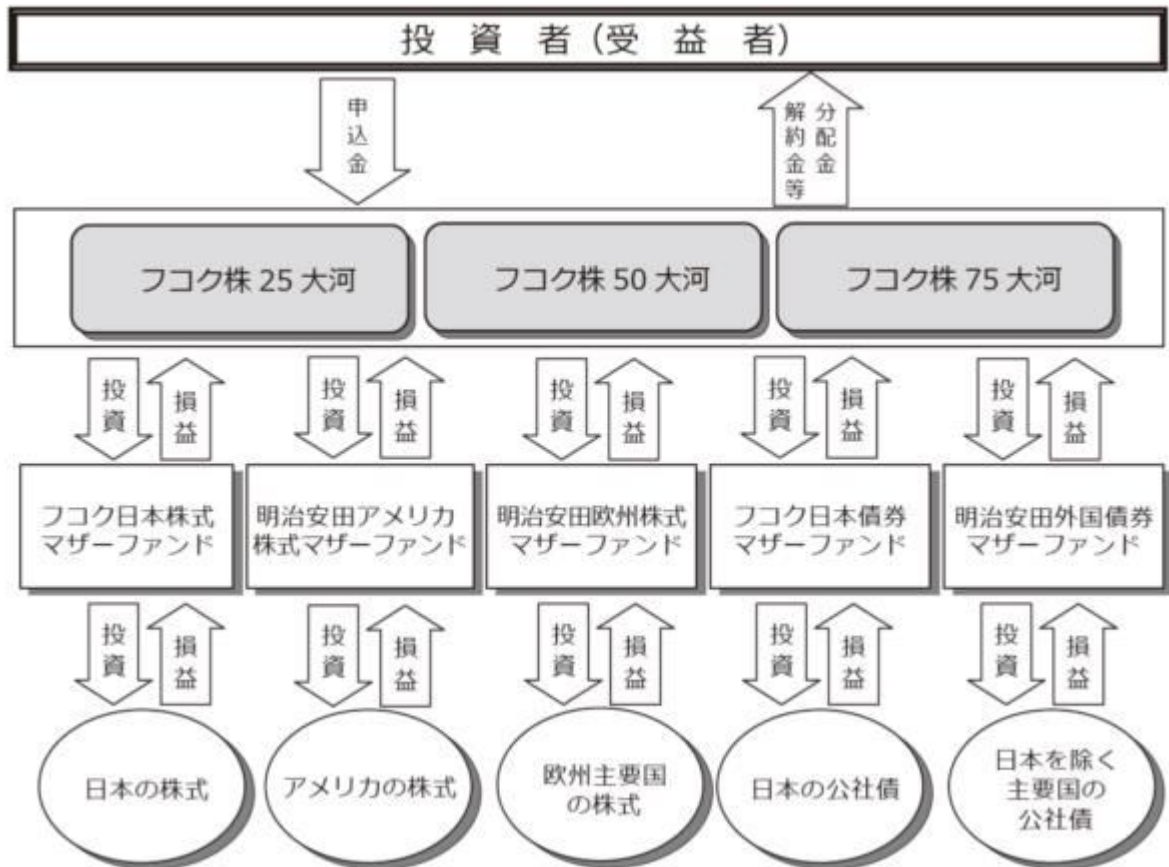 投資者（受益者）
申込金
分配金
解約金等
フコク株 25 大河
フコク株 50 大河
フコク株 75 大河
投資
損益
投資
損益
投資
損益
投資
損益
投資
損益
フコク日本株式
マザーファンド
明治安田アメリカ
株式マザーファンド
明治安田欧州株式
マザーファンド
フコク日本債券
マザーファンド
明治安田外国債券
マザーファンド
投資
損益
投資
損益
投資
損益
投資
損益
投資
損益
日本の株式
アメリカの株式
欧州主要国
の株式
日本の公社債
日本を除く
主要国の
公社債